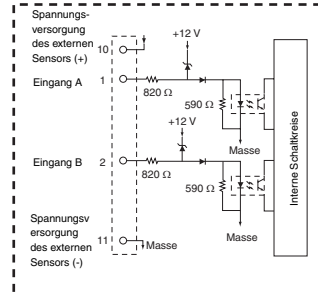 Spannungs-
versorgung
des externen
Sensors (+)
10
+12 V
Eingang A
1
820 Ω
590 Ω
Masse
+12 V
Eingang B
2
820 Ω
590 Ω
Masse
Spannungsv
ersorgung
des externen
Sensors (-)
11
Masse
Interne Schaltkreise